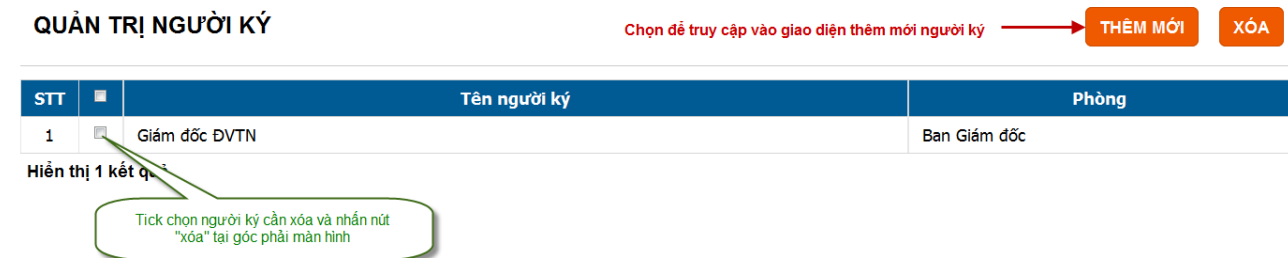 QUẢN TRỊ NGƯỜI KÝ
Chọn để truy cập vào giao diện thêm mới người ký
THÊM MỚI
XÓA
STT Tên người ký Phòng
1 Giám đốc ĐVTN Ban Giám đốc
Hiển thị 1 kết quả
Tick chọn người ký cần xóa và nhấn nút
"xóa" tại góc phải màn hình